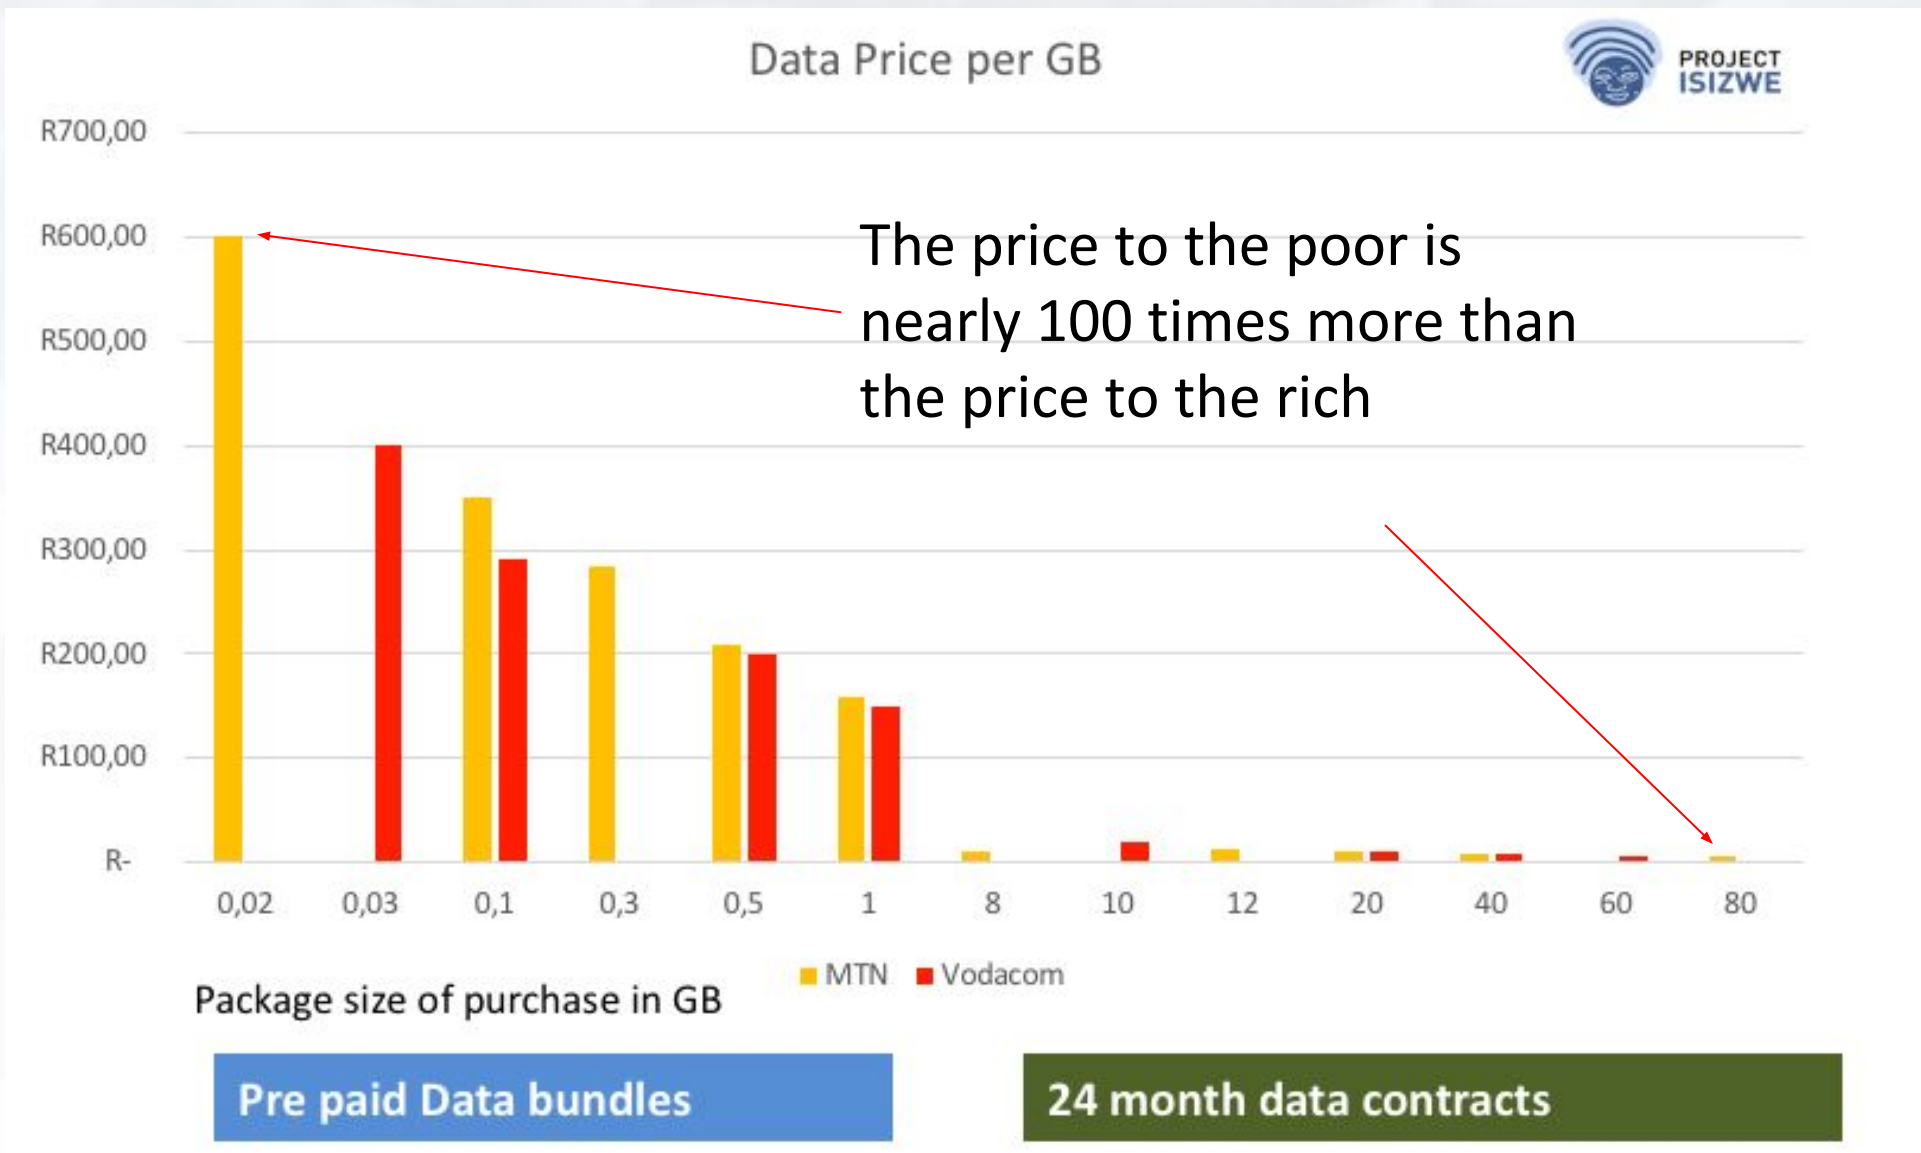 Data Price per GB
PROJECT
ISIZWE
R700,00
R600,00
R500,00
R400,00
R300,00
R200,00
R100,00
R-
The price to the poor is
nearly 100 times more than
the price to the rich
0,02 0,03 0,1 0,3 0,5 1 8 10 12 20 40 60 80
MTN Vodacom
Package size of purchase in GB
Pre paid Data bundles
24 month data contracts